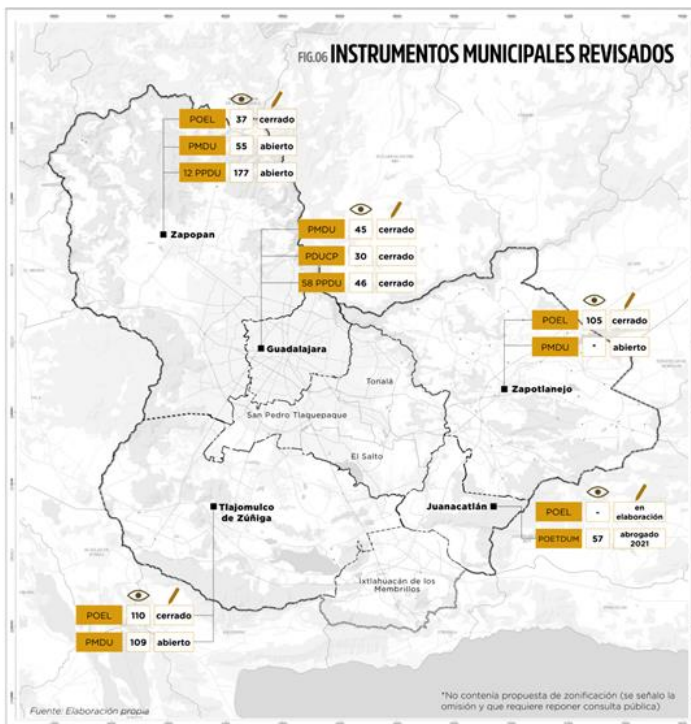 FIG.06 INSTRUMENTOS MUNICIPALES REVISADOS
POEL 37 cerrado
PMDU 55 abierto
12 PPDU 177 abierto
Zapopan
PMDU 45 cerrado
PDUCP 30 cerrado
58 PPDU 46 cerrado
Guadalajara
POEL 105 cerrado
PMDU - abierto
Zapotlanejo
Tonalá
San Pedro Tlaquepaque
El Salto
Tlajomulco
de Zúñiga
Juanacatlán
POEL - en
elaboración
POETDUM 57 abrogado
2021
Ixtlahuacán de los
Membrillos
POEL 110 cerrado
PMDU 109 abierto
Fuente: Elaboración propia
*No contenía propuesta de zonificación (se señalo la
omisión y que requiere reponer consulta pública)